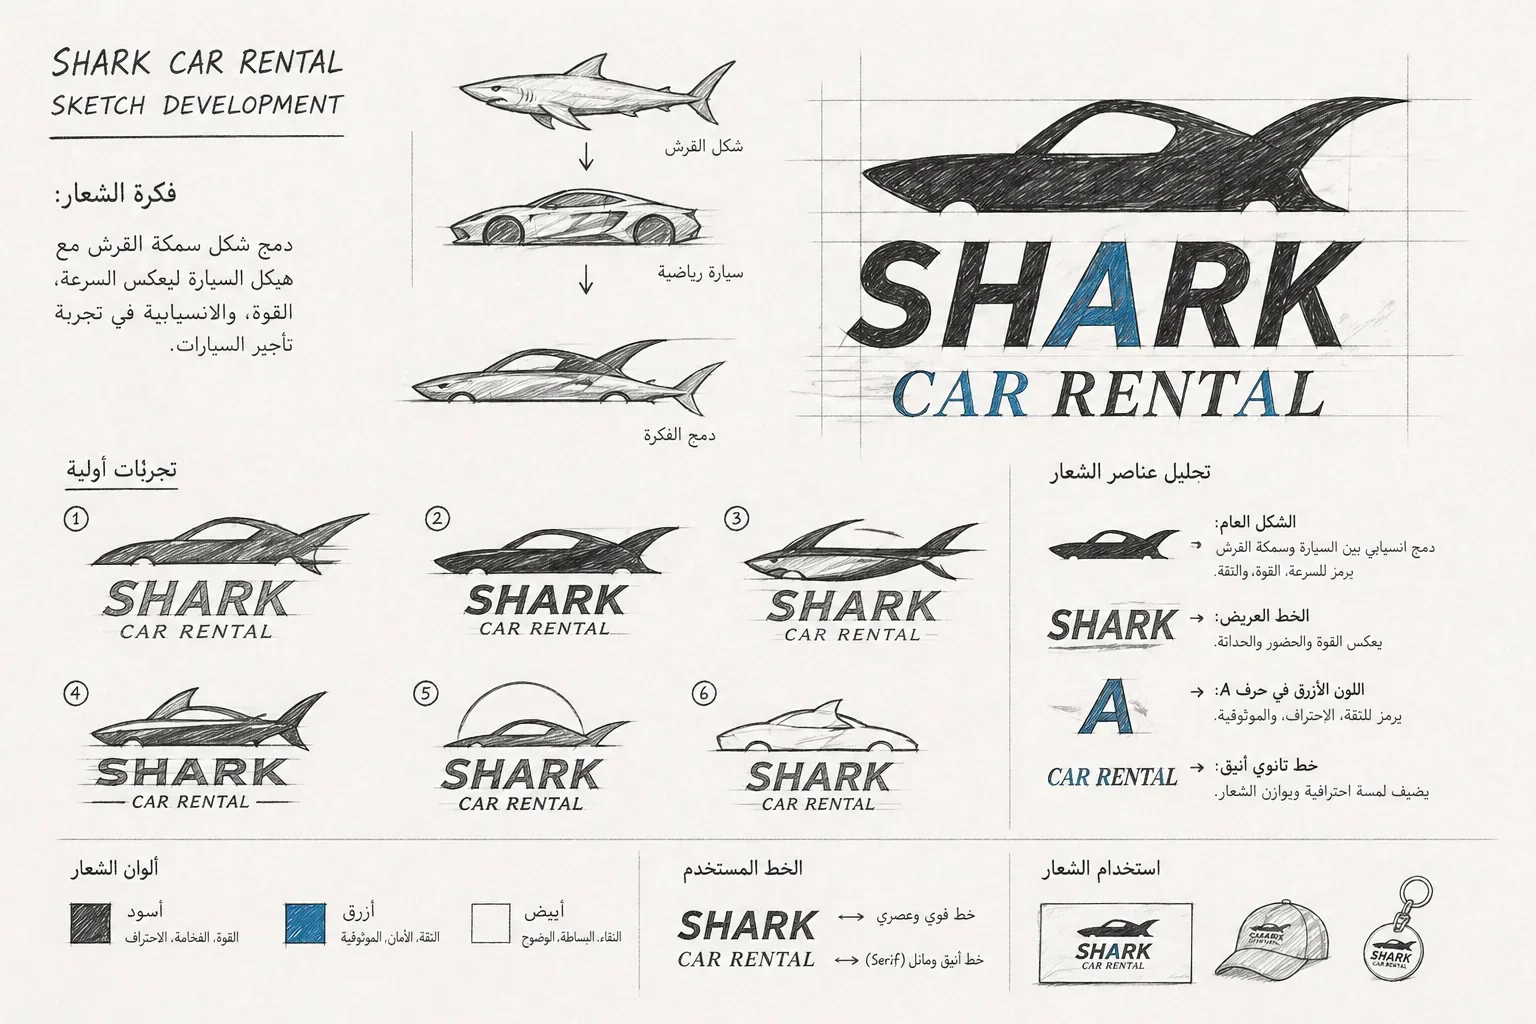 SHARK CAR RENTAL
SKETCH DEVELOPMENT
فكرة الشعار:
دمج شكل سمكة القرش مع
هيكل السيارة ليعكس السرعة،
القوة، والانسيابية في تجربة
تأجير السيارات.
شكل القرش
سيارة رياضية
دمج الفكرة
SHARK
CAR RENTAL
تجربات أولية
1
SHARK
CAR RENTAL
2
SHARK
CAR RENTAL
3
SHARK
CAR RENTAL
4
SHARK
CAR RENTAL
5
SHARK
CAR RENTAL
6
SHARK
CAR RENTAL
تجليل عناصر الشعار
الشكل العام:
دمج انسيابي بين السيارة وسمكة القرش
يرمز للسرعة، القوة، والثقة.
SHARK
الخط العريض:
يعكس القوة والحضور والحداثة.
A
اللون الأزرق في حرف A:
يرمز للثقة، الإحتراف، والموثوقية.
CAR RENTAL
خط تانوي أنيق:
يضيف لمسة احترافية ويوازن الشعار.
ألوان الشعار
أسود
القوة، الفخامة، الاحتراف
أزرق
الثقة، الأمان، الموثوقية
أبيض
النقاء، البساطة، الوضوح
الخط المستخدم
SHARK
خط فوي وعصري
CAR RENTAL
خط أنيق ومانل (Serif)
استخدام الشعار
SHARK
CAR RENTAL
SHARK
CAR RENTAL